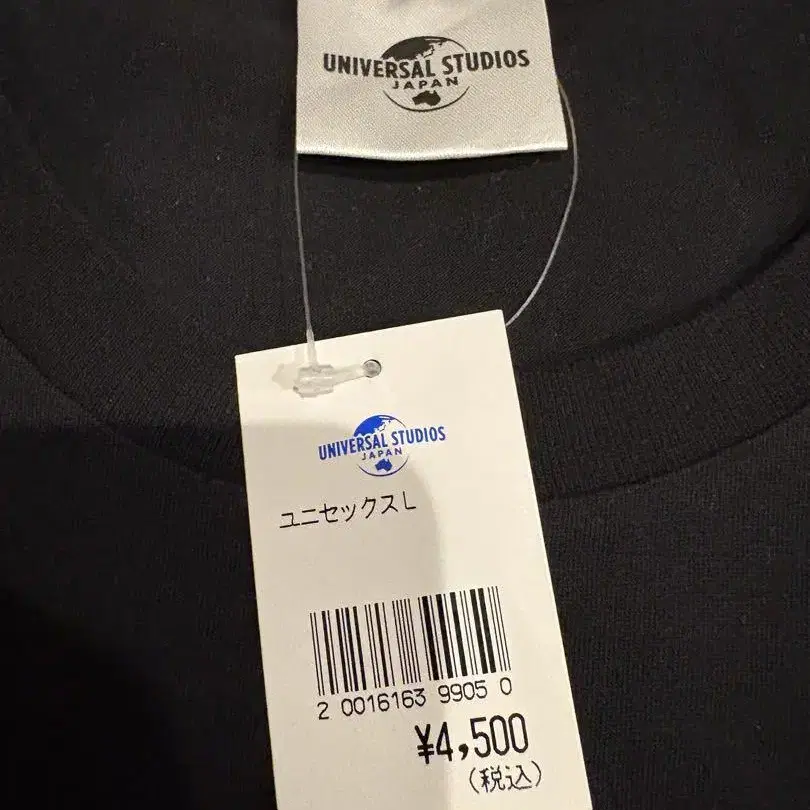 UNIVERSAL STUDIOS
JAPAN
UNIVERSAL STUDIOS
JAPAN
ユニセックスL
2 0016163 9905 0
¥4,500
(税込)